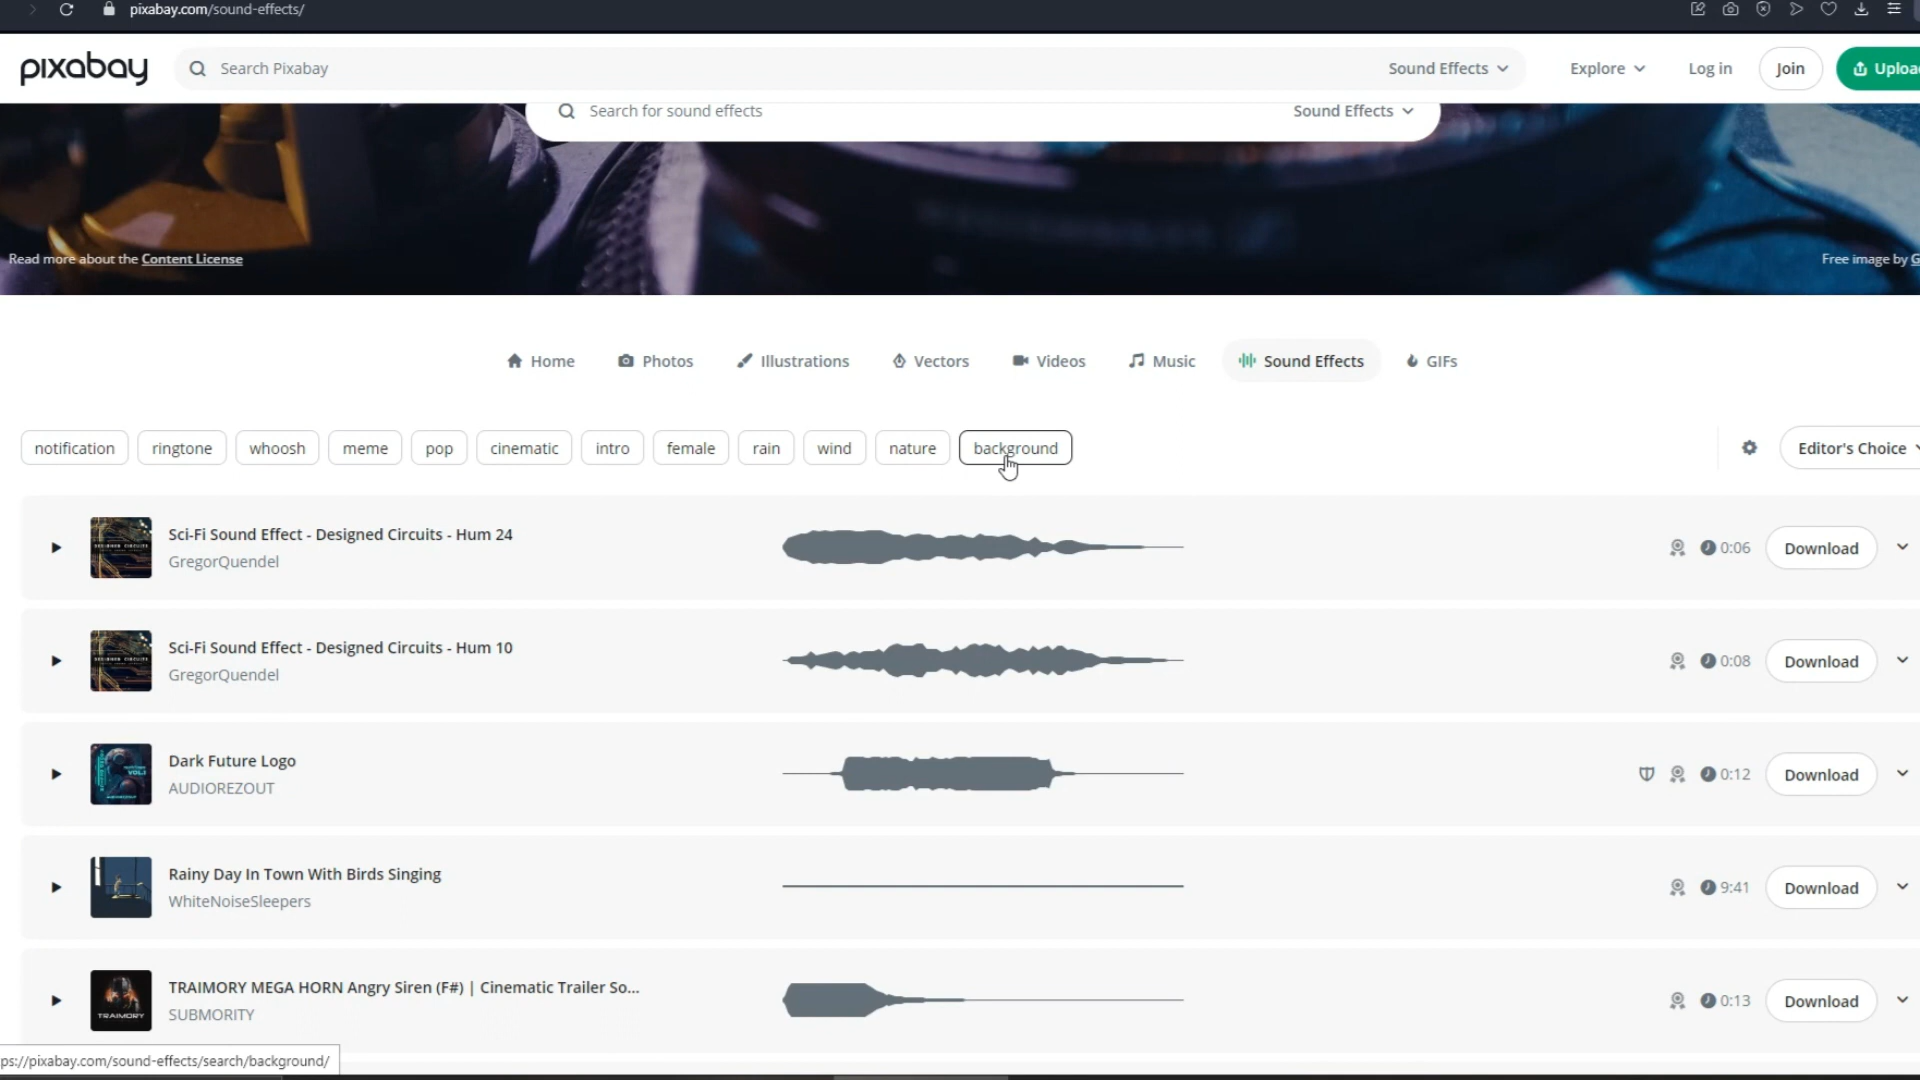 pixabay.com/sound-effects/
pixabay
Search Pixabay
Sound Effects
Explore
Log in
Join
Uploa
Search for sound effects
Sound Effects
Read more about the Content License
Free image by G
Home
Photos
Illustrations
Vectors
Videos
Music
Sound Effects
GIFs
notification
ringtone
whoosh
meme
pop
cinematic
intro
female
rain
wind
nature
background
Editor's Choice
Sci-Fi Sound Effect - Designed Circuits - Hum 24
GregorQuendel
0:06
Download
Sci-Fi Sound Effect - Designed Circuits - Hum 10
GregorQuendel
0:08
Download
Dark Future Logo
AUDIOREZOUT
0:12
Download
Rainy Day In Town With Birds Singing
WhiteNoiseSleepers
9:41
Download
TRAIMORY
TRAIMORY MEGA HORN Angry Siren (F#) | Cinematic Trailer So...
SUBMORITY
0:13
Download
ps://pixabay.com/sound-effects/search/background/